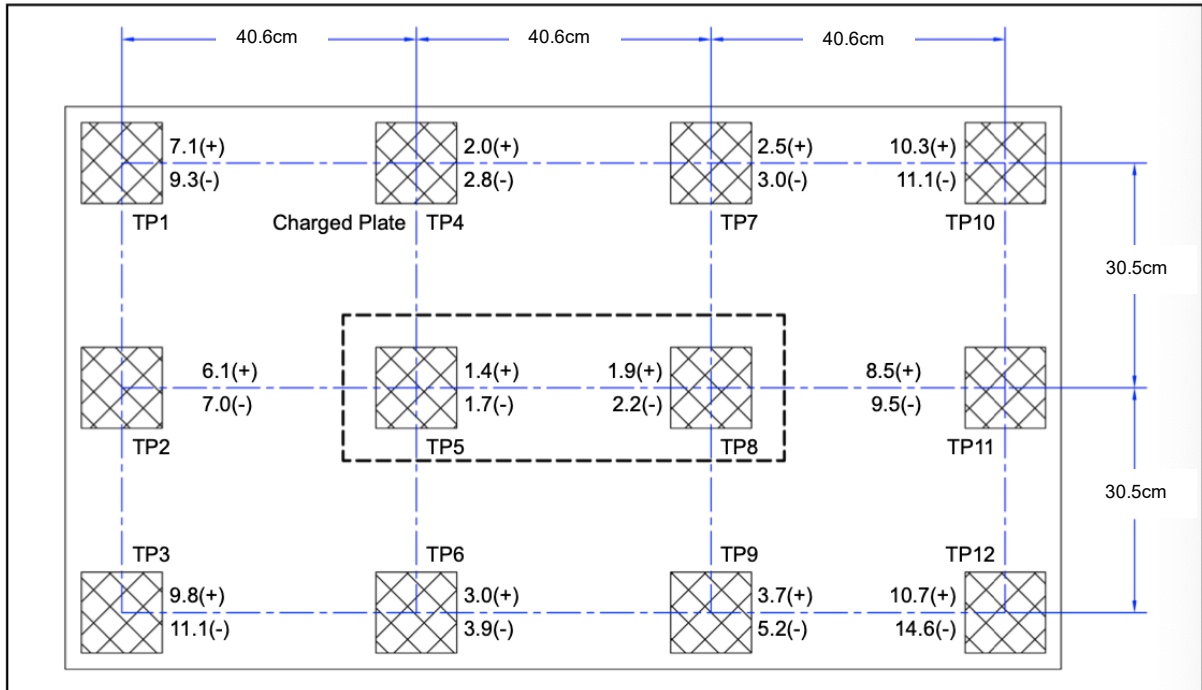 40.6cm 40.6cm 40.6cm
7.1(+) 2.0(+) 2.5(+) 10.3(+)
9.3(-) 2.8(-) 3.0(-) 11.1(-)
TP1 Charged Plate TP4 TP7 TP10
30.5cm
6.1(+) 1.4(+) 1.9(+) 8.5(+)
7.0(-) 1.7(-) 2.2(-) 9.5(-)
TP2 TP5 TP8 TP11
30.5cm
TP3 TP6 TP9 TP12
9.8(+) 3.0(+) 3.7(+) 10.7(+)
11.1(-) 3.9(-) 5.2(-) 14.6(-)